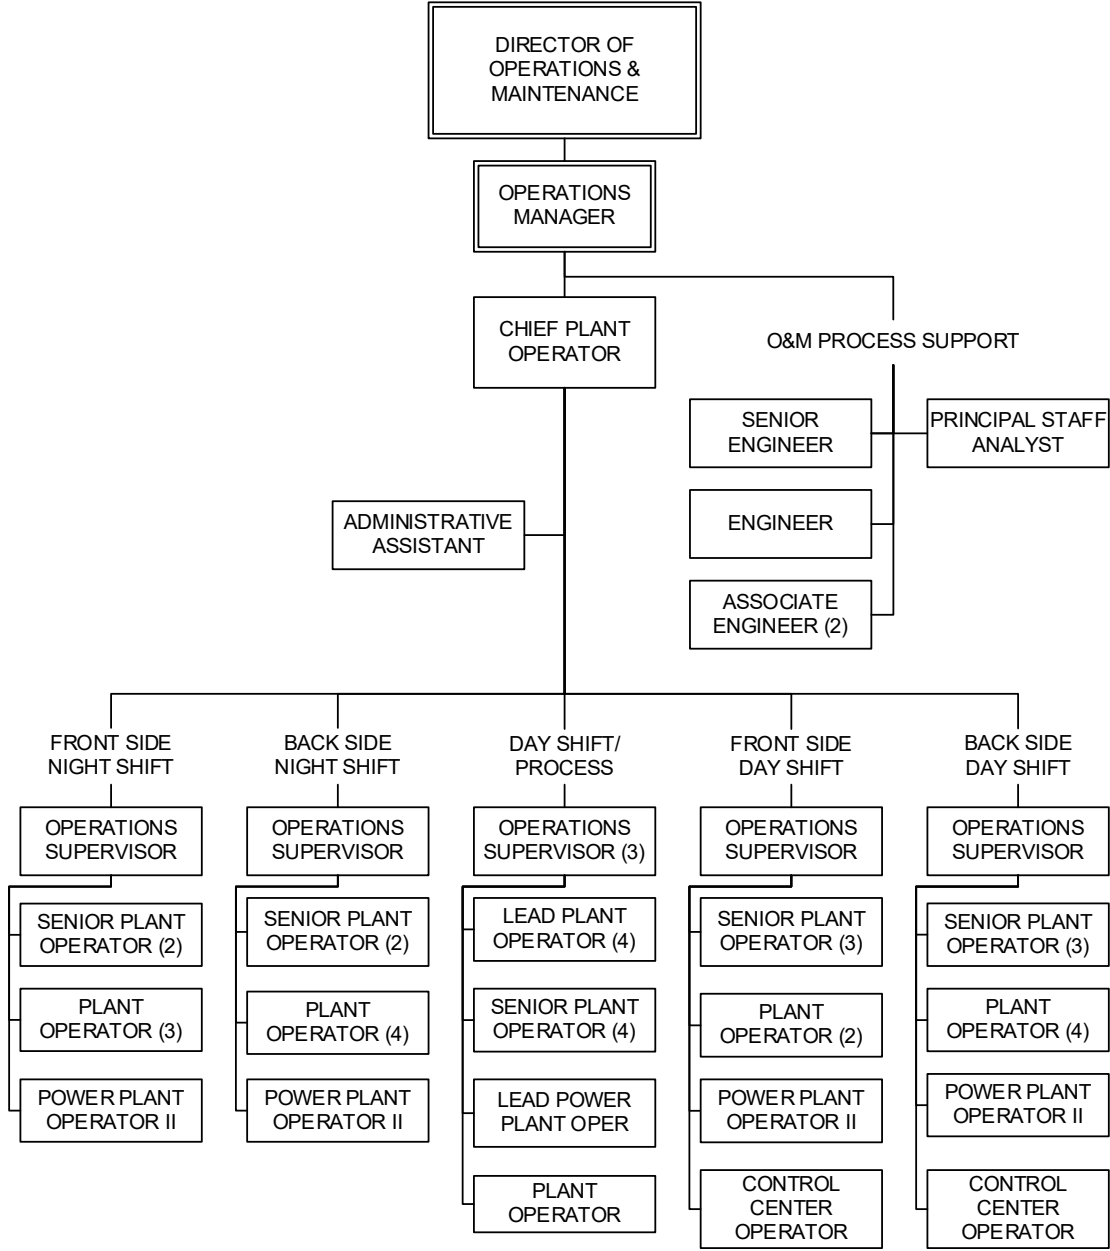 DIRECTOR OF
OPERATIONS &
MAINTENANCE
OPERATIONS
MANAGER
CHIEF PLANT
OPERATOR
O&M PROCESS SUPPORT
SENIOR
ENGINEER
PRINCIPAL STAFF
ANALYST
ENGINEER
ADMINISTRATIVE
ASSISTANT
ASSOCIATE
ENGINEER (2)
FRONT SIDE
NIGHT SHIFT
OPERATIONS
SUPERVISOR
SENIOR PLANT
OPERATOR (2)
PLANT
OPERATOR (3)
POWER PLANT
OPERATOR II
BACK SIDE
NIGHT SHIFT
OPERATIONS
SUPERVISOR
SENIOR PLANT
OPERATOR (2)
PLANT
OPERATOR (4)
POWER PLANT
OPERATOR II
DAY SHIFT/
PROCESS
OPERATIONS
SUPERVISOR (3)
LEAD PLANT
OPERATOR (4)
SENIOR PLANT
OPERATOR (4)
LEAD POWER
PLANT OPER
PLANT
OPERATOR
FRONT SIDE
DAY SHIFT
OPERATIONS
SUPERVISOR
SENIOR PLANT
OPERATOR (3)
PLANT
OPERATOR (2)
POWER PLANT
OPERATOR II
CONTROL
CENTER
OPERATOR
BACK SIDE
DAY SHIFT
OPERATIONS
SUPERVISOR
SENIOR PLANT
OPERATOR (3)
PLANT
OPERATOR (4)
POWER PLANT
OPERATOR II
CONTROL
CENTER
OPERATOR